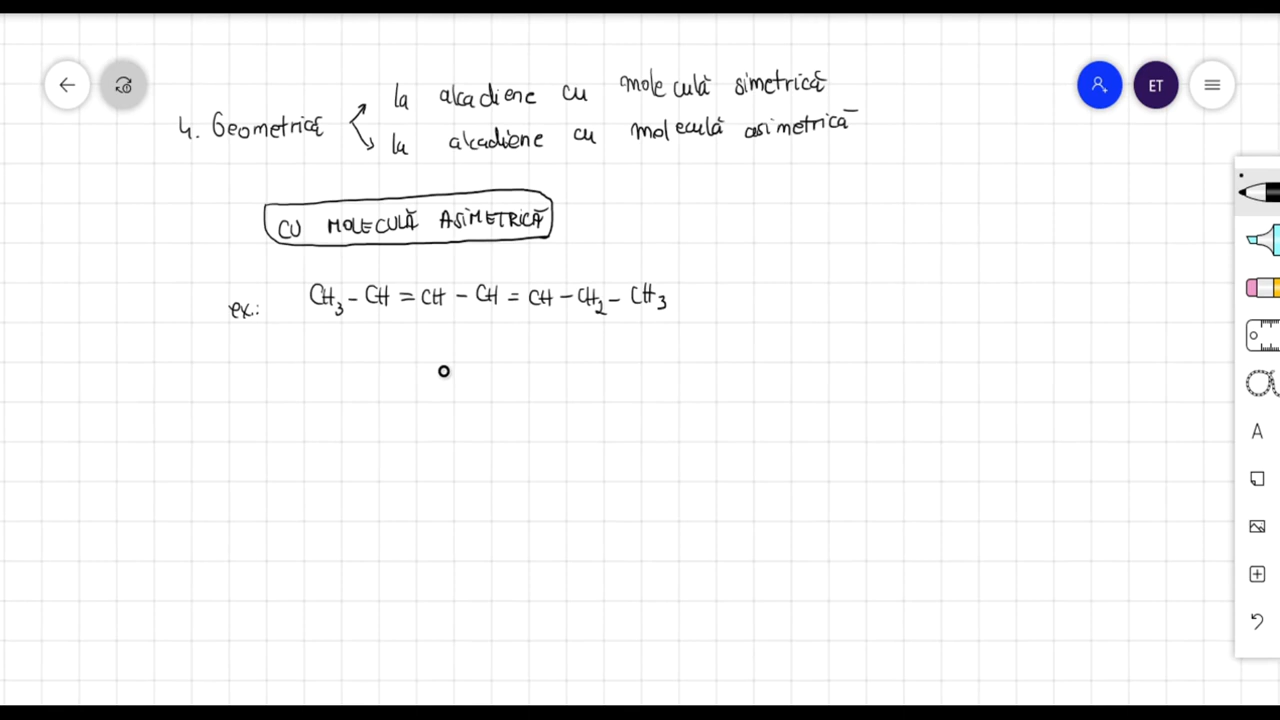 la alcadiene cu moleculă simetrică
4. Geometrică
la alcadiene cu moleculă asimetrică
ET
CU MOLECULĂ ASIMETRICĂ
ex.: CH₃ - CH = CH - CH = CH - CH₂ - CH₃
A